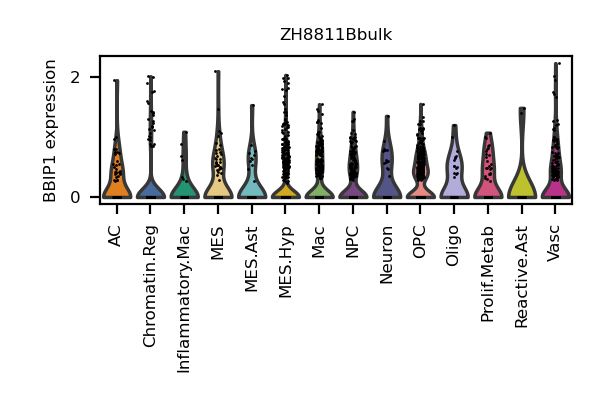 ZH8811Bbulk
BBIP1 expression
2
0
AC
Chromatin.Reg
Inflammatory.Mac
MES
MES.Ast
MES.Hyp
Mac
NPC
Neuron
OPC
Oligo
Prolif.Metab
Reactive.Ast
Vasc